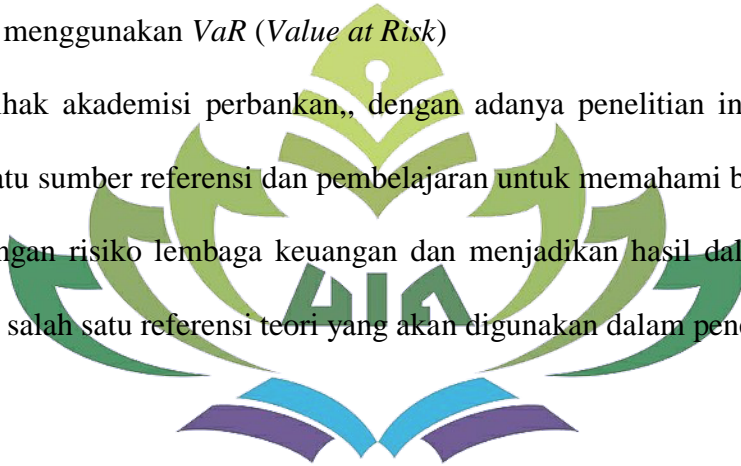 menggunakan VaR (Value at Risk)
hak akademisi perbankan,, dengan adanya penelitian in
tu sumber referensi dan pembelajaran untuk memahami b
ngan risiko lembaga keuangan dan menjadikan hasil dal
salah satu referensi teori yang akan digunakan dalam pen
UIN